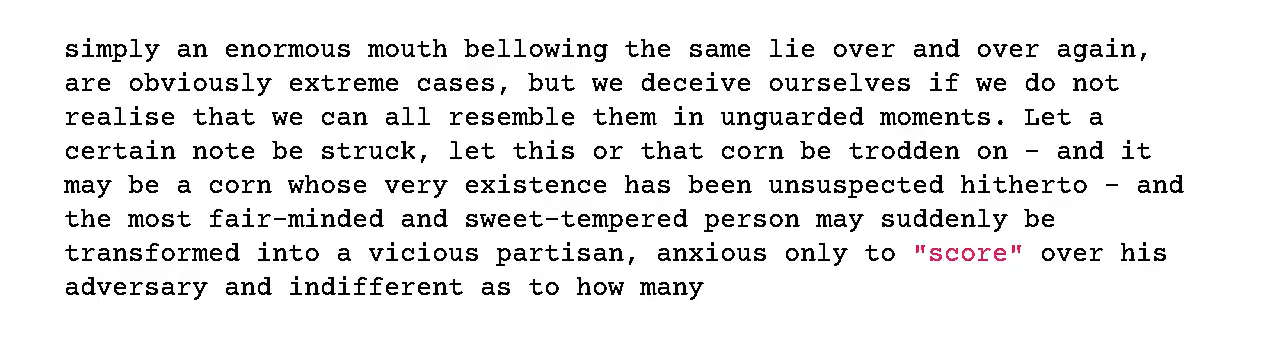 simply an enormous mouth bellowing the same lie over and over again,
are obviously extreme cases, but we deceive ourselves if we do not
realise that we can all resemble them in unguarded moments. Let a
certain note be struck, let this or that corn be trodden on – and it
may be a corn whose very existence has been unsuspected hitherto – and
the most fair-minded and sweet-tempered person may suddenly be
transformed into a vicious partisan, anxious only to "score" over his
adversary and indifferent as to how many